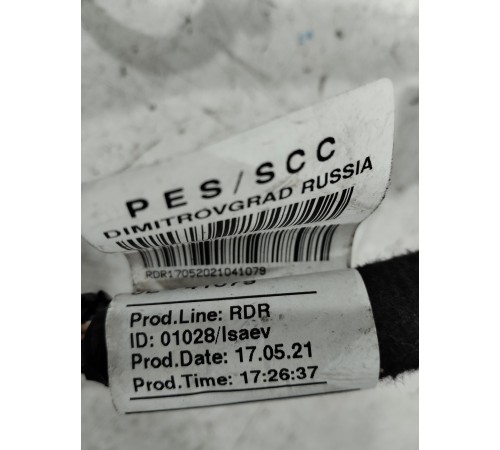 PES/SCC
DIMITROVGRAD RUSSIA
RDR17052021041079
Prod.Line: RDR
ID: 01028/Isaev
Prod.Date: 17.05.21
Prod.Time: 17:26:37